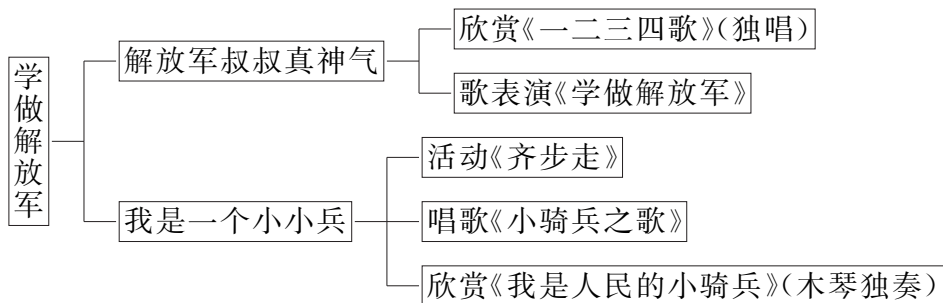 学做解放军
解放军叔叔真神气
欣赏《一二三四歌》(独唱)
歌表演《学做解放军》
我是一个小小兵
活动《齐步走》
唱歌《小骑兵之歌》
欣赏《我是人民的小骑兵》(木琴独奏)